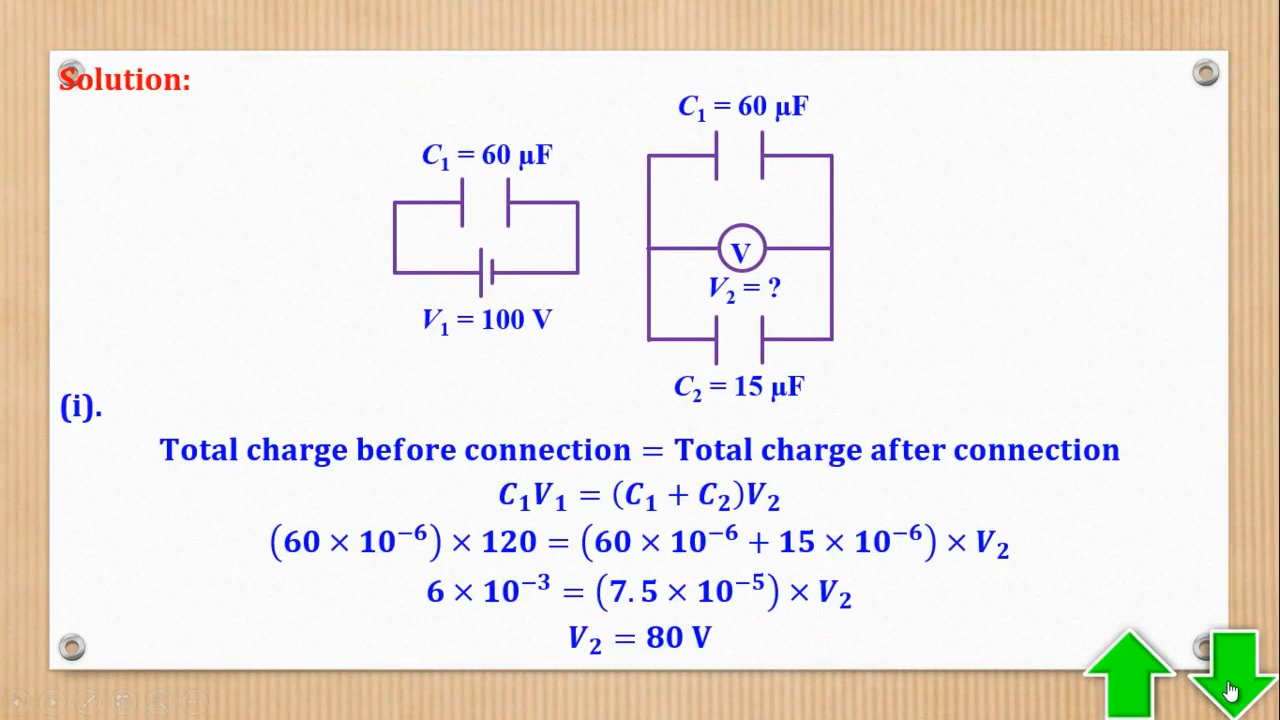 Solution:
C₁ = 60 μF
C₁ = 60 μF
V
V₂ = ?
V₁ = 100 V
C₂ = 15 μF
(i).
Total charge before connection = Total charge after connection
C₁V₁ = (C₁ + C₂)V₂
(60 × 10⁻⁶) × 120 = (60 × 10⁻⁶ + 15 × 10⁻⁶) × V₂
6 × 10⁻³ = (7.5 × 10⁻⁵) × V₂
V₂ = 80 V